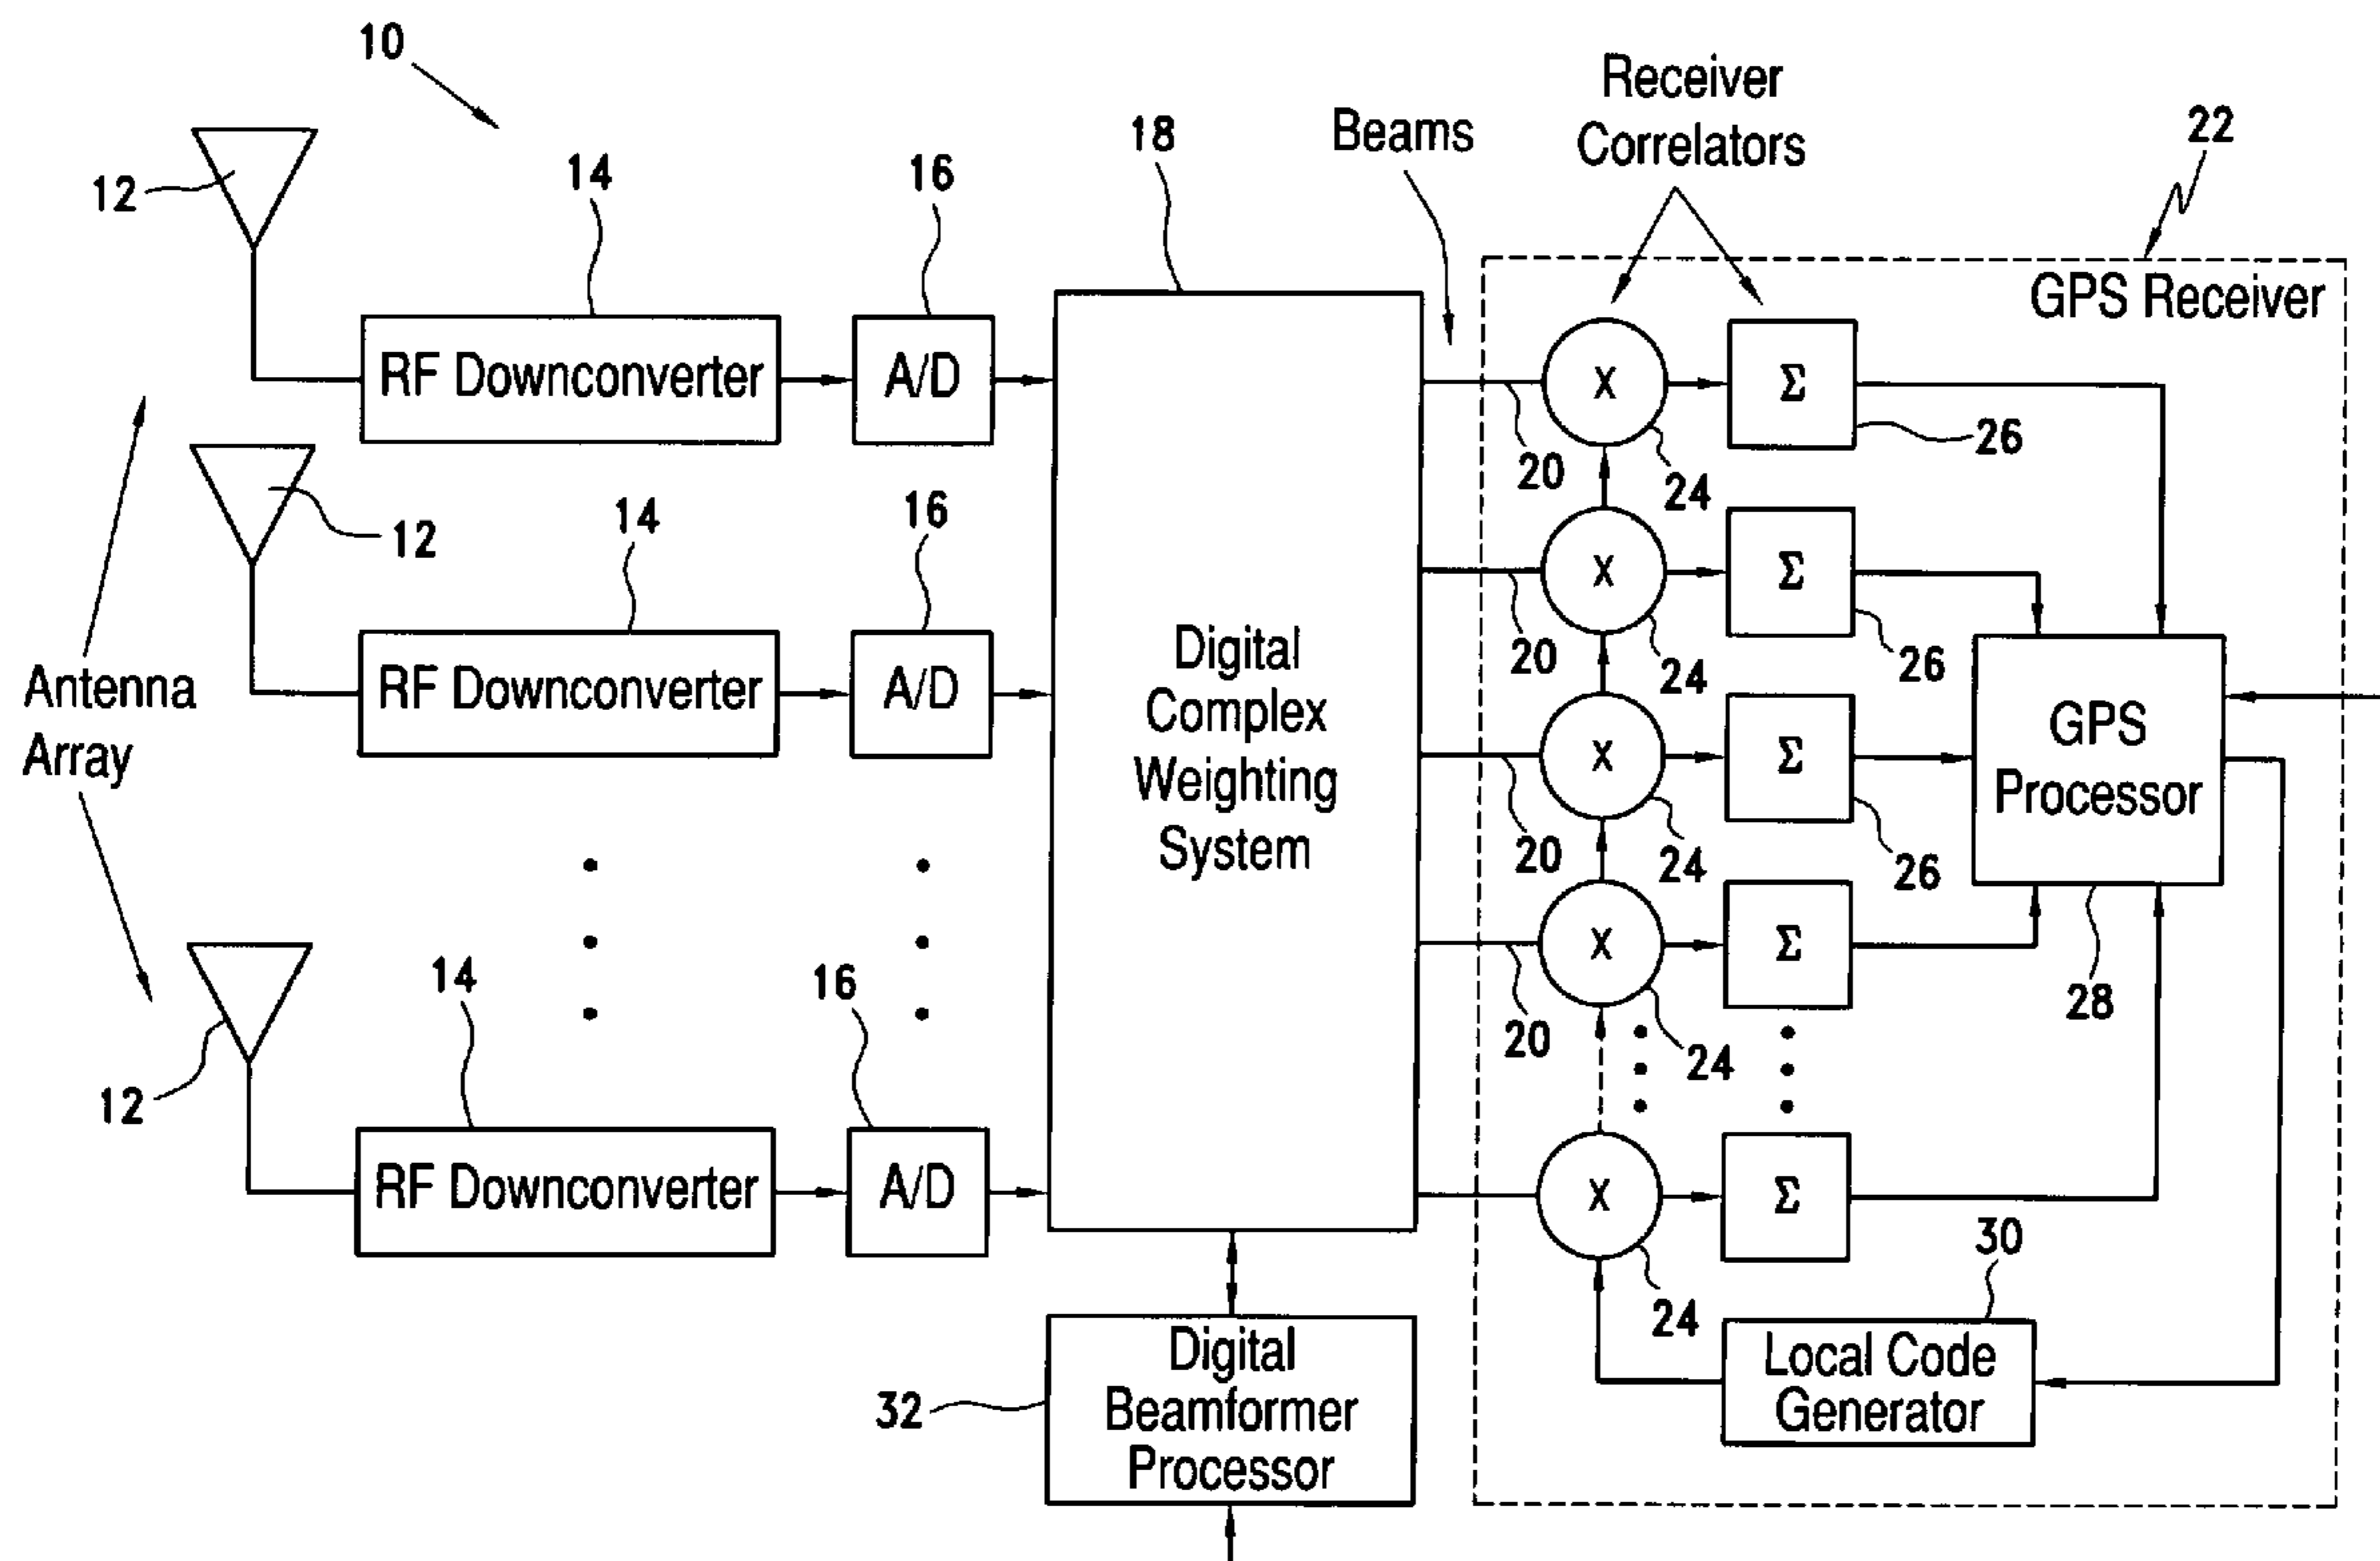 10
Receiver
Correlators
Beams
18
22
12
14
16
GPS Receiver
RF Downconverter
A/D
X
Σ
20
24
26
12
14
16
X
Σ
20
24
26
Antenna
Array
RF Downconverter
A/D
Digital
Complex
Weighting
System
X
Σ
GPS
Processor
20
24
26
X
Σ
28
20
24
12
14
16
RF Downconverter
A/D
X
Σ
24
30
32
Digital
Beamformer
Processor
Local Code
Generator